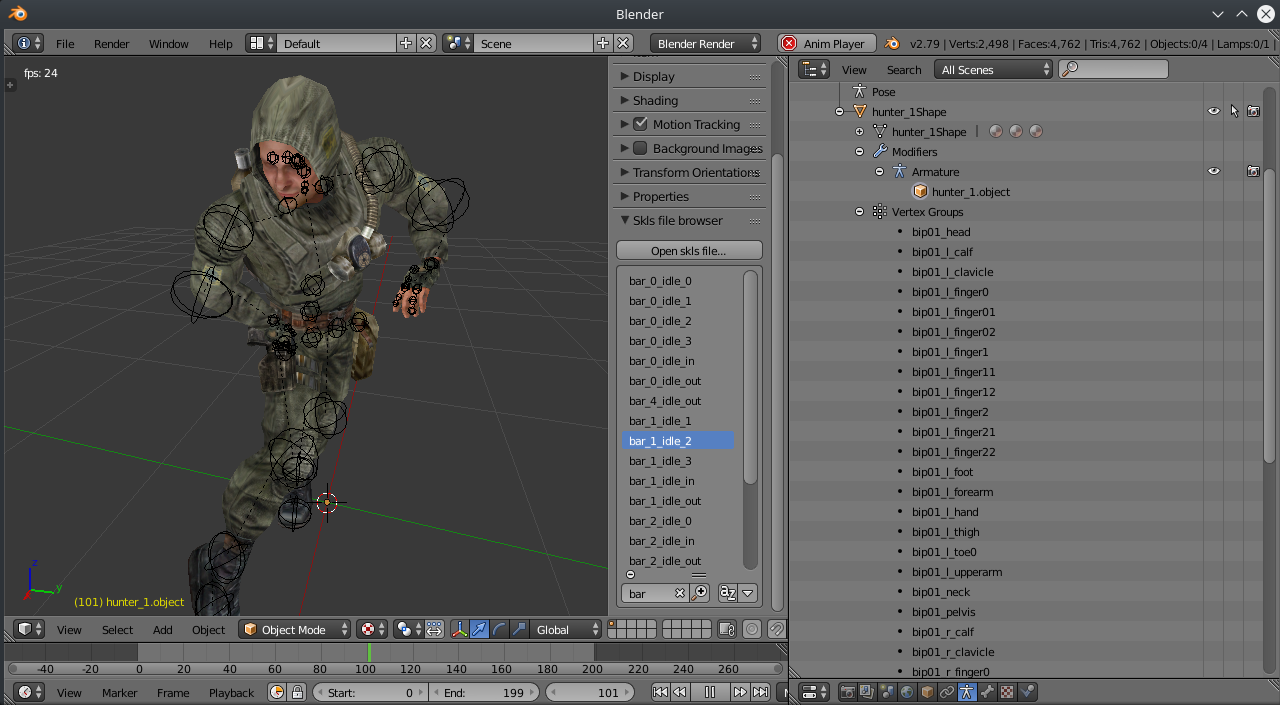 Blender
File Render Window Help Default Scene Blender Render Anim Player v2.79 | Verts:2,498 | Faces:4,762 | Tris:4,762 | Objects:0/4 | Lamps:0/1 |
fps: 24
(101) hunter_1.object
z
y
Display
Shading
Motion Tracking
Background Images
Transform Orientations
Properties
Skls file browser
Open skls file...
bar_0_idle_0
bar_0_idle_1
bar_0_idle_2
bar_0_idle_3
bar_0_idle_in
bar_0_idle_out
bar_4_idle_out
bar_1_idle_1
bar_1_idle_2
bar_1_idle_3
bar_1_idle_in
bar_1_idle_out
bar_2_idle_0
bar_2_idle_in
bar_2_idle_out
bar
View Search All Scenes
Pose
hunter_1Shape
hunter_1Shape |
Modifiers
Armature
hunter_1.object
Vertex Groups
bip01_head
bip01_l_calf
bip01_l_clavicle
bip01_l_finger0
bip01_l_finger01
bip01_l_finger02
bip01_l_finger1
bip01_l_finger11
bip01_l_finger12
bip01_l_finger2
bip01_l_finger21
bip01_l_finger22
bip01_l_foot
bip01_l_forearm
bip01_l_hand
bip01_l_thigh
bip01_l_toe0
bip01_l_upperarm
bip01_neck
bip01_pelvis
bip01_r_calf
bip01_r_clavicle
bip01_r_finger0
View Select Add Object Object Mode Global
-40 -20 0 20 40 60 80 100 120 140 160 180 200 220 240 260
View Marker Frame Playback Start: 0 End: 199 101